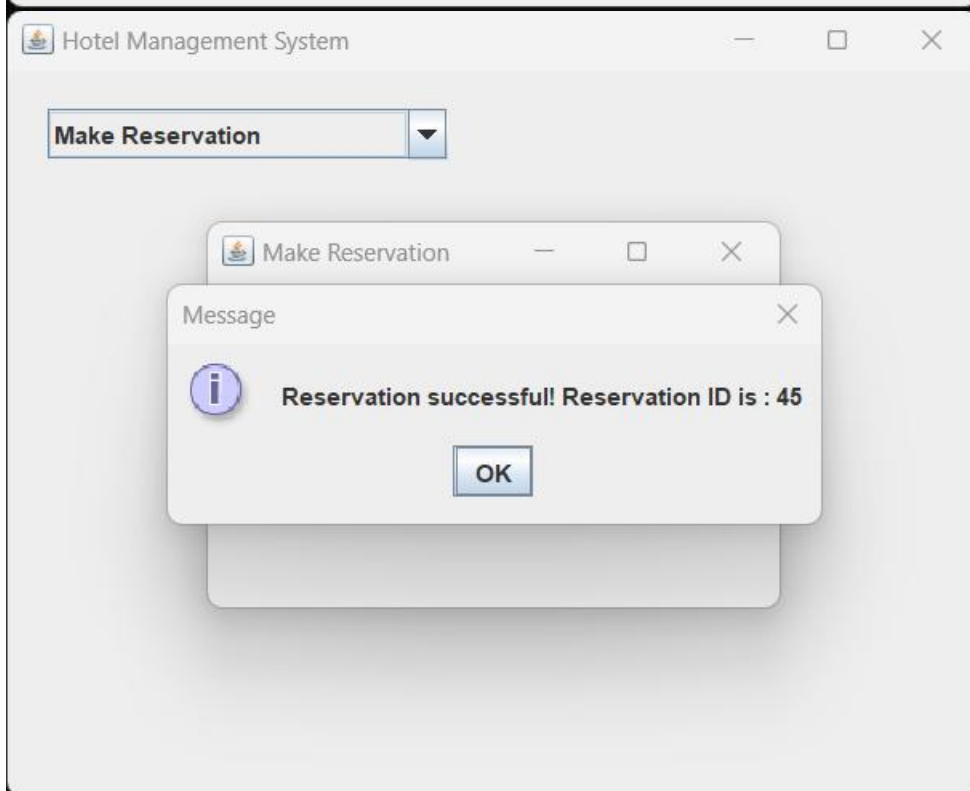 Hotel Management System
Make Reservation
Make Reservation
Message
Reservation successful! Reservation ID is : 45
OK